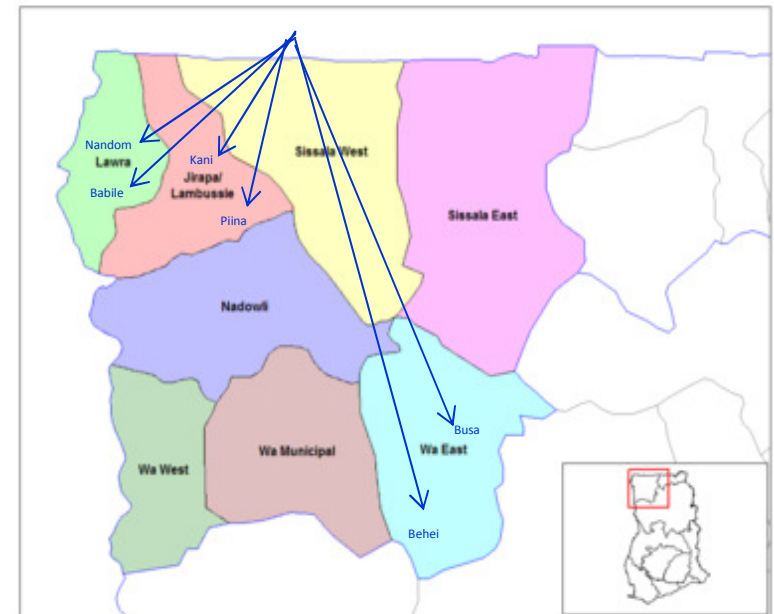 Nandom
Lawra
Babile
Kani
Jirapa/
Lambussie
Piina
Sissala West
Sissala East
Nadowli
Busa
Wa East
Wa Municipal
Wa West
Behei